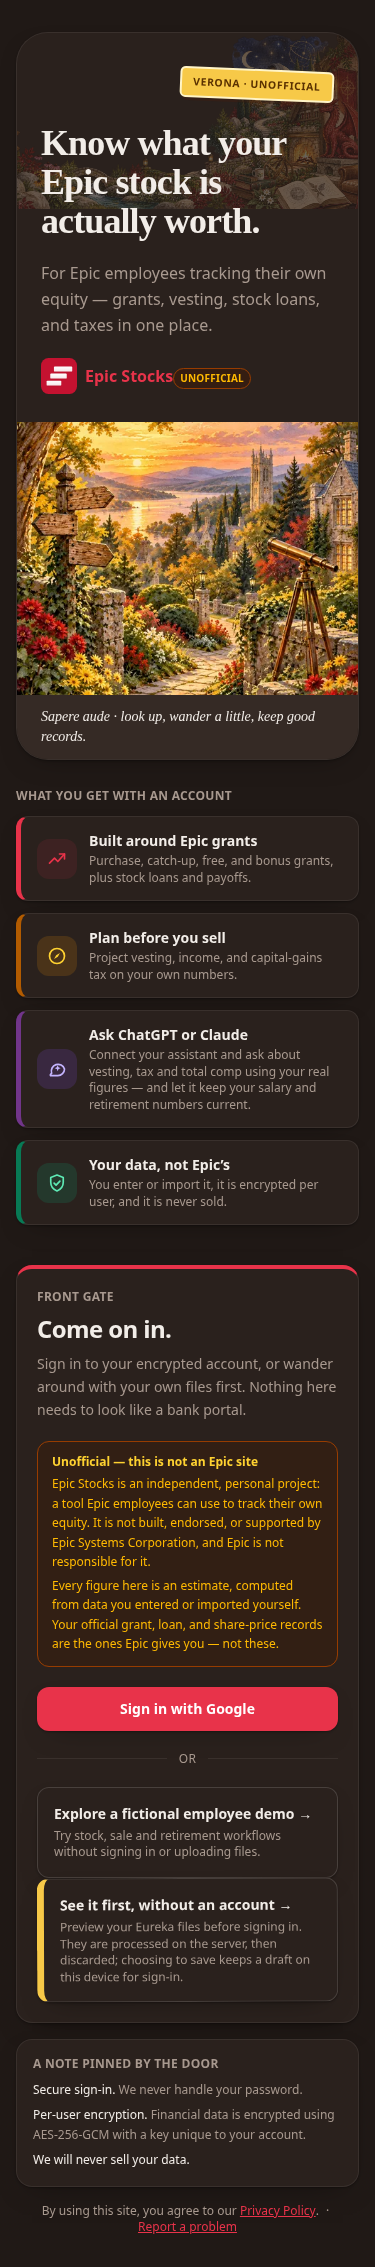 VERONA · UNOFFICIAL
Know what your
Epic stock is
actually worth.
For Epic employees tracking their own
equity — grants, vesting, stock loans,
and taxes in one place.
Epic Stocks UNOFFICIAL
Sapere aude · look up, wander a little, keep good
records.
WHAT YOU GET WITH AN ACCOUNT
Built around Epic grants
Purchase, catch-up, free, and bonus grants,
plus stock loans and payoffs.
Plan before you sell
Project vesting, income, and capital-gains
tax on your own numbers.
Ask ChatGPT or Claude
Connect your assistant and ask about
vesting, tax and total comp using your real
figures — and let it keep your salary and
retirement numbers current.
Your data, not Epic’s
You enter or import it, it is encrypted per
user, and it is never sold.
FRONT GATE
Come on in.
Sign in to your encrypted account, or wander
around with your own files first. Nothing here
needs to look like a bank portal.
Unofficial — this is not an Epic site
Epic Stocks is an independent, personal project:
a tool Epic employees can use to track their own
equity. It is not built, endorsed, or supported by
Epic Systems Corporation, and Epic is not
responsible for it.
Every figure here is an estimate, computed
from data you entered or imported yourself.
Your official grant, loan, and share-price records
are the ones Epic gives you — not these.
Sign in with Google
OR
Explore a fictional employee demo →
Try stock, sale and retirement workflows
without signing in or uploading files.
See it first, without an account →
Preview your Eureka files before signing in.
They are processed on the server, then
discarded; choosing to save keeps a draft on
this device for sign-in.
A NOTE PINNED BY THE DOOR
Secure sign-in. We never handle your password.
Per-user encryption. Financial data is encrypted using
AES-256-GCM with a key unique to your account.
We will never sell your data.
By using this site, you agree to our Privacy Policy. ·
Report a problem